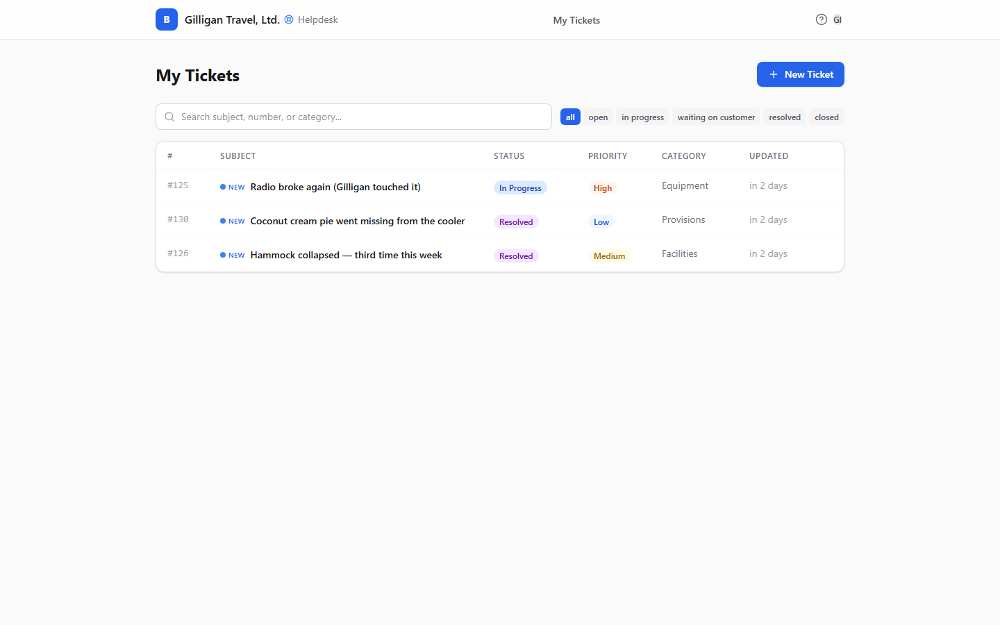 B Gilligan Travel, Ltd. Helpdesk My Tickets GI
My Tickets
+ New Ticket
Search subject, number, or category...
all open in progress waiting on customer resolved closed
# SUBJECT STATUS PRIORITY CATEGORY UPDATED
#125 NEW Radio broke again (Gilligan touched it) In Progress High Equipment in 2 days
#130 NEW Coconut cream pie went missing from the cooler Resolved Low Provisions in 2 days
#126 NEW Hammock collapsed — third time this week Resolved Medium Facilities in 2 days